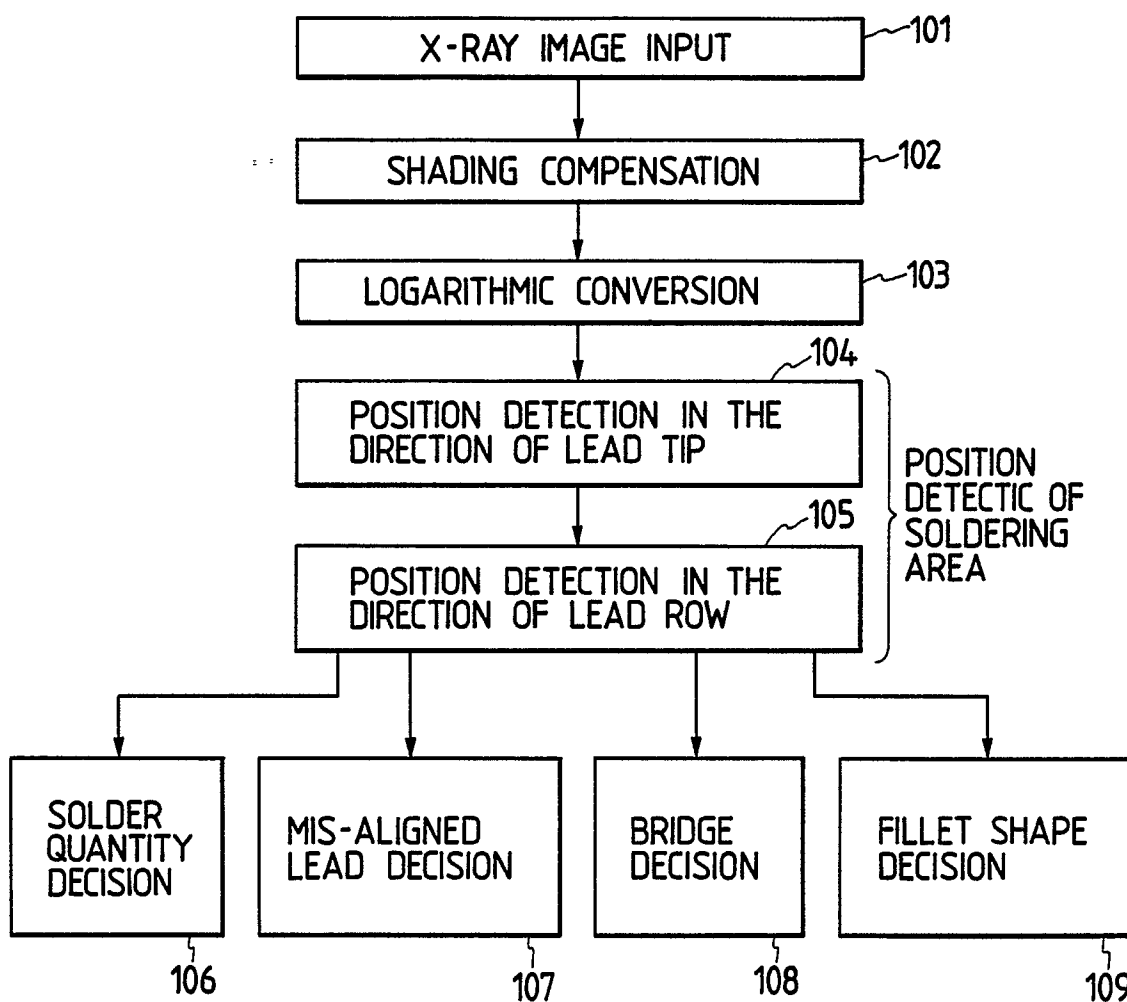 X-RAY IMAGE INPUT
101
SHADING COMPENSATION
102
LOGARITHMIC CONVERSION
103
104
POSITION DETECTION IN THE
DIRECTION OF LEAD TIP
POSITION
DETECTIC OF
SOLDERING
AREA
105
POSITION DETECTION IN THE
DIRECTION OF LEAD ROW
SOLDER
QUANTITY
DECISION
MIS-ALIGNED
LEAD DECISION
BRIDGE
DECISION
FILLET SHAPE
DECISION
106
107
108
109